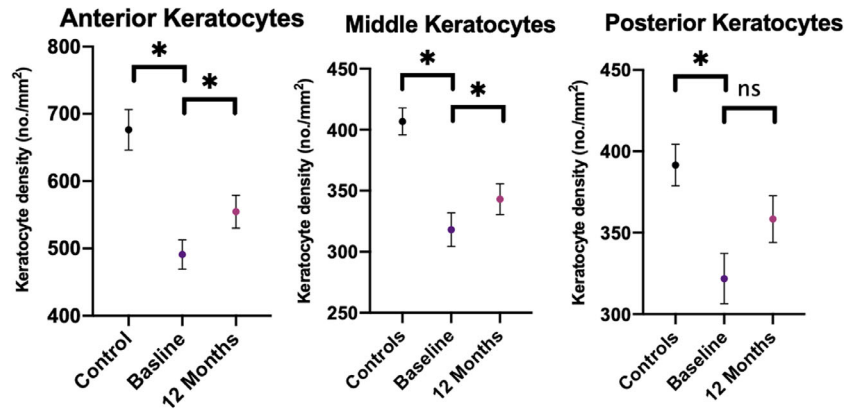 Anterior Keratocytes
Keratocyte density (no./mm²)
800
700
600
500
400
*
*
Control
Basline
12 Months
Middle Keratocytes
Keratocyte density (no./mm²)
450
400
350
300
250
*
*
Controls
Baseline
12 Months
Posterior Keratocytes
Keratocyte density (no./mm²)
450
400
350
300
*
ns
Controls
Baseline
12 Months